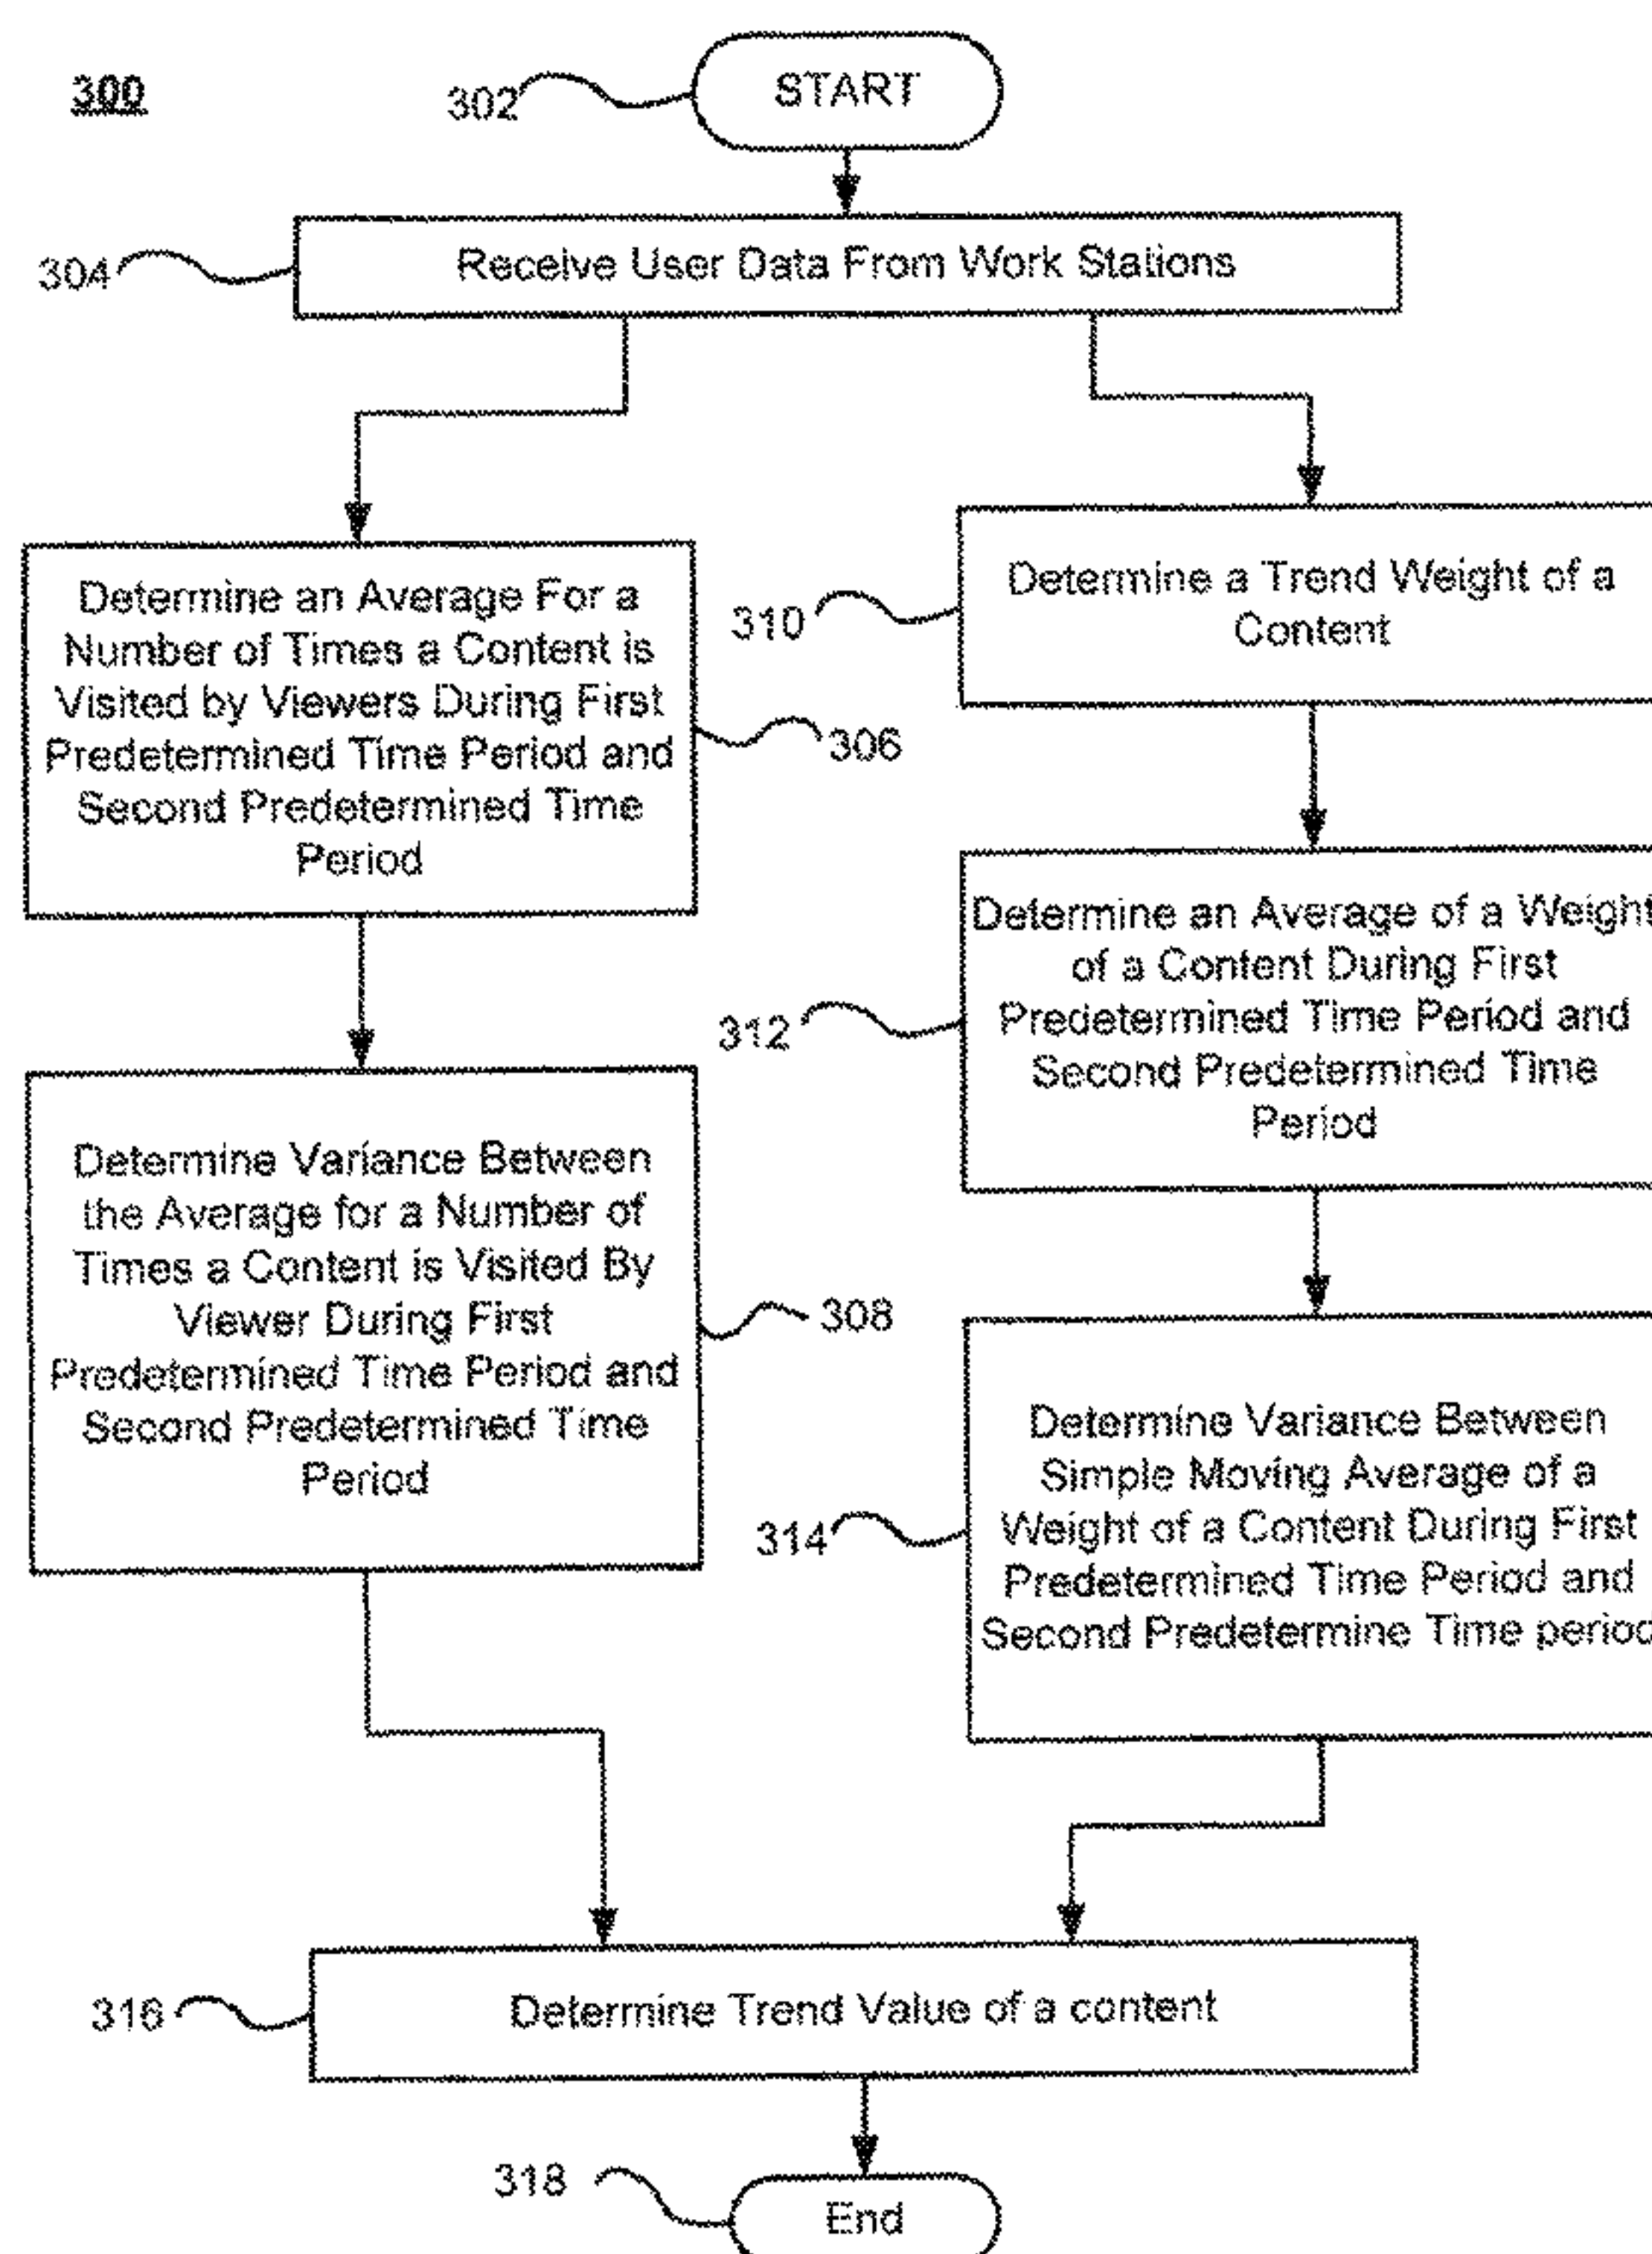 300
302
START
304
Receive User Data From Work Stations
Determine an Average For a
Number of Times a Content is
Visited by Viewers During First
Predetermined Time Period and
Second Predetermined Time
Period
306
310
Determine a Trend Weight of a
Content
312
Determine an Average of a Weight
of a Content During First
Predetermined Time Period and
Second Predetermined Time
Period
Determine Variance Between
the Average for a Number of
Times a Content is Visited By
Viewer During First
Predetermined Time Period and
Second Predetermined Time
Period
308
314
Determine Variance Between
Simple Moving Average of a
Weight of a Content During First
Predetermined Time Period and
Second Predetermine Time period
316
Determine Trend Value of a content
318
End